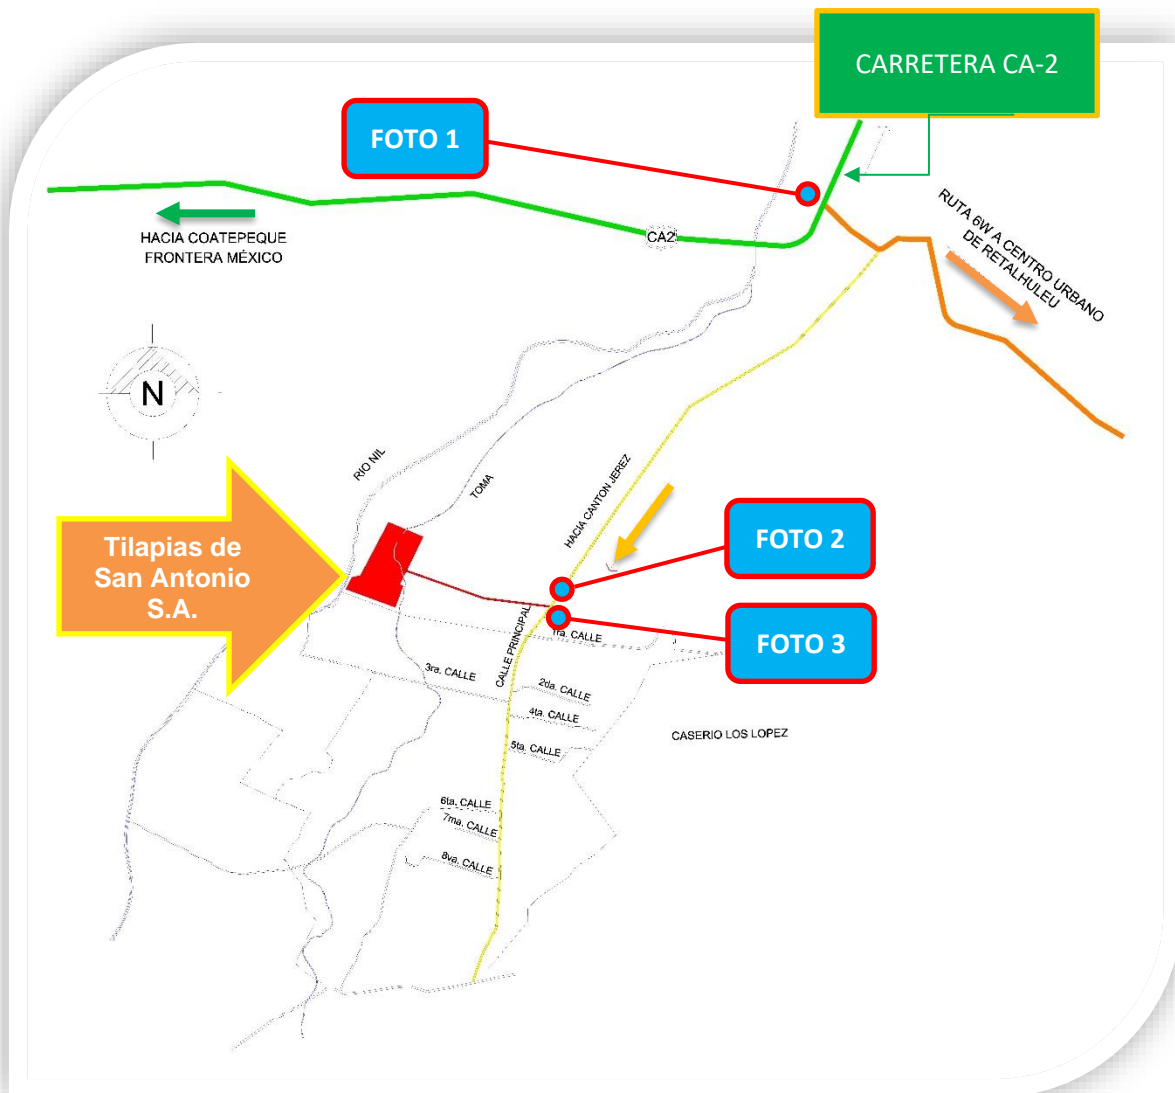 CARRETERA CA-2
FOTO 1
RUTA 6W A CENTRO URBANO
DE RETALHULEU
HACIA COATEPEQUE
FRONTERA MÉXICO
CA2
N
RIO NIL
TOMA
HACIA CANTON JEREZ
Tilapias de
San Antonio
S.A.
FOTO 2
FOTO 3
CALLE PRINCIPAL
1ra. CALLE
3ra. CALLE
2da. CALLE
4ta. CALLE
5ta. CALLE
CASERIO LOS LOPEZ
6ta. CALLE
7ma. CALLE
8va. CALLE